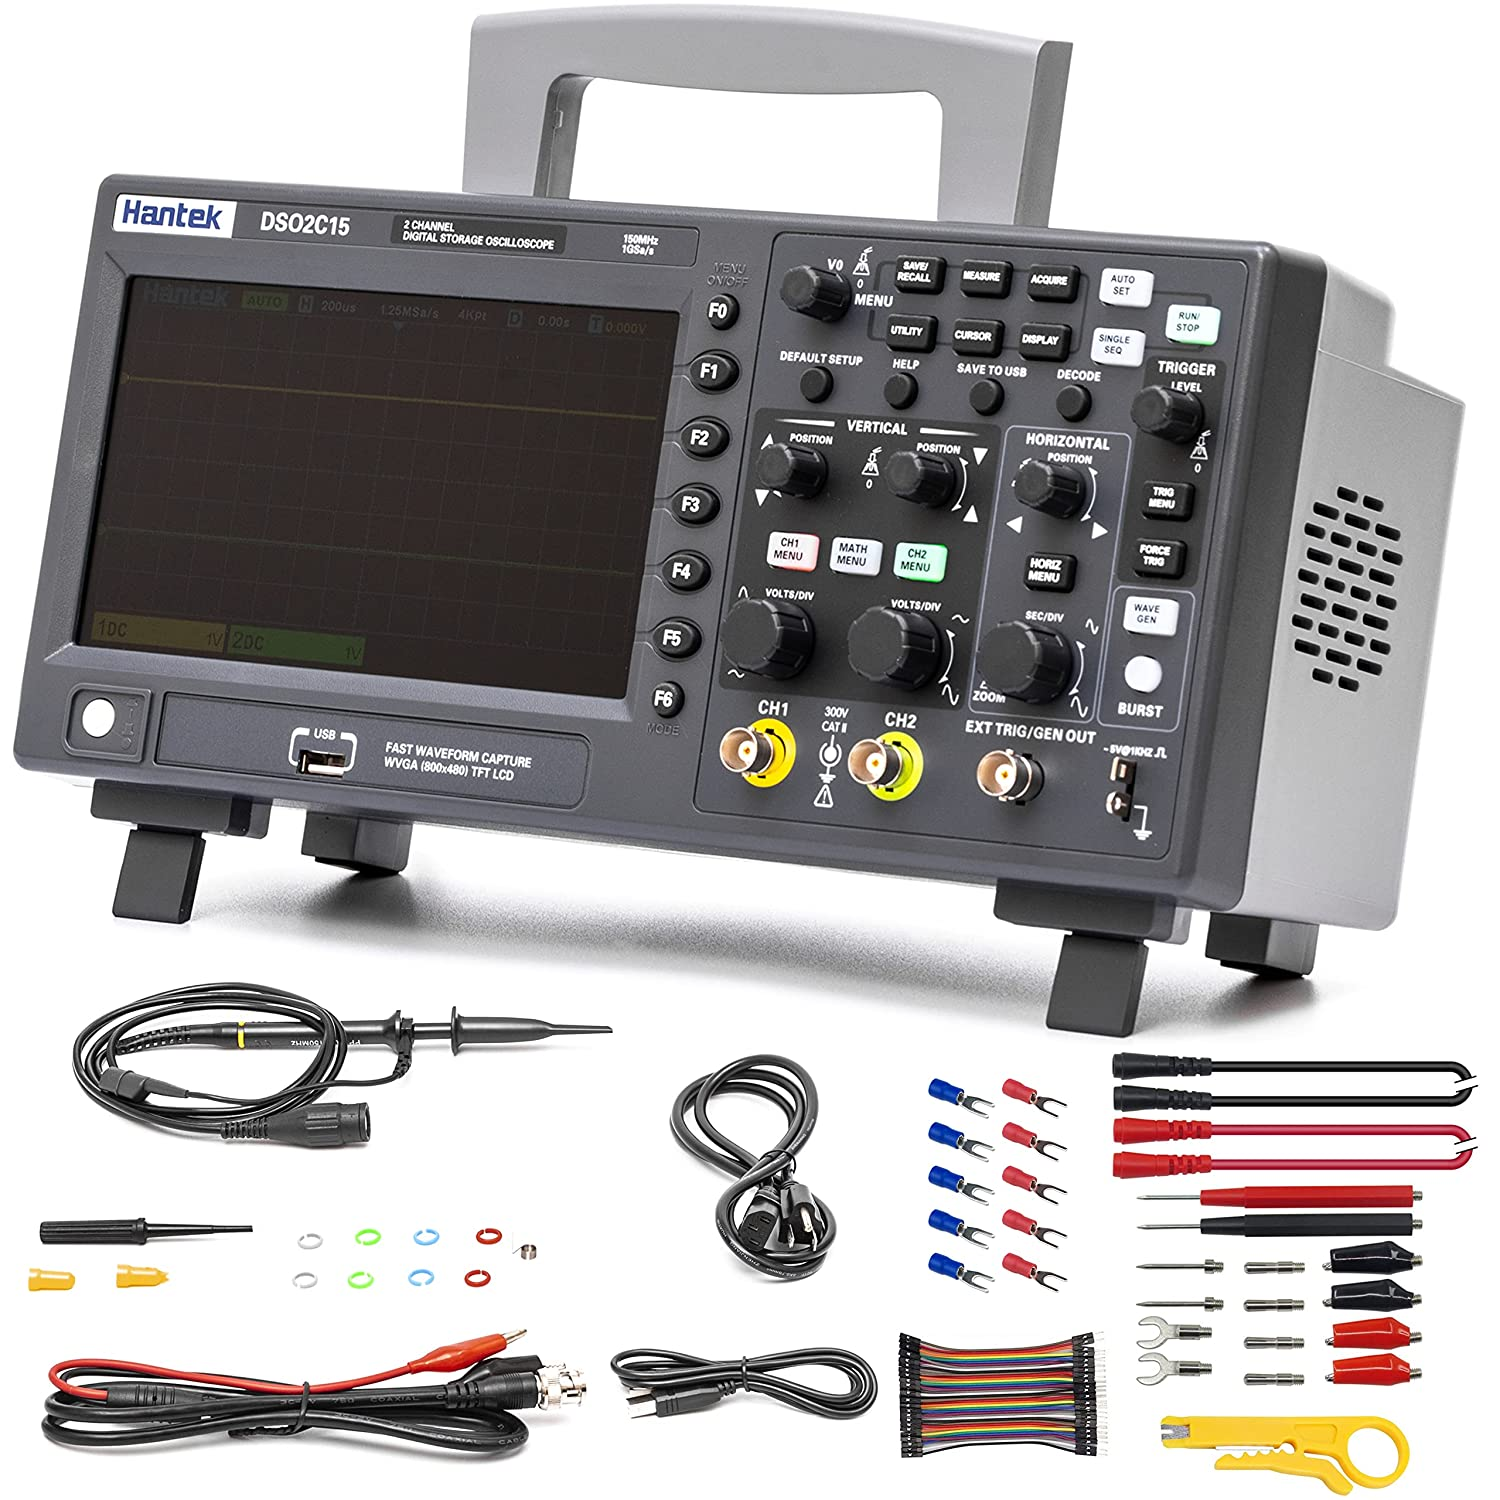 Hantek
DSO2C15
2 CHANNEL
DIGITAL STORAGE OSCILLOSCOPE
150MHz
1GSa/s
MENU
ON/OFF
Hantek AUTO H 200us 1.25MSa/s 4Kpt D 0.00s T 0.000V
1DC 1V 2DC 1V
F0
F1
F2
F3
F4
F5
F6
MODE
USB
FAST WAVEFORM CAPTURE
WVGA (800x480) TFT LCD
V0
0
MENU
SAVE/
RECALL
MEASURE
ACQUIRE
AUTO
SET
RUN/
STOP
UTILITY
CURSOR
DISPLAY
SINGLE
SEQ
DEFAULT SETUP
HELP
SAVE TO USB
DECODE
TRIGGER
LEVEL
0
TRIG
MENU
FORCE
TRIG
VERTICAL
POSITION
0
POSITION
CH1
MENU
MATH
MENU
CH2
MENU
VOLTS/DIV
VOLTS/DIV
HORIZONTAL
POSITION
HORIZ
MENU
SEC/DIV
ZOOM
WAVE
GEN
BURST
CH1
300V
CAT II
CH2
EXT TRIG/GEN OUT
~5V@1KHZ